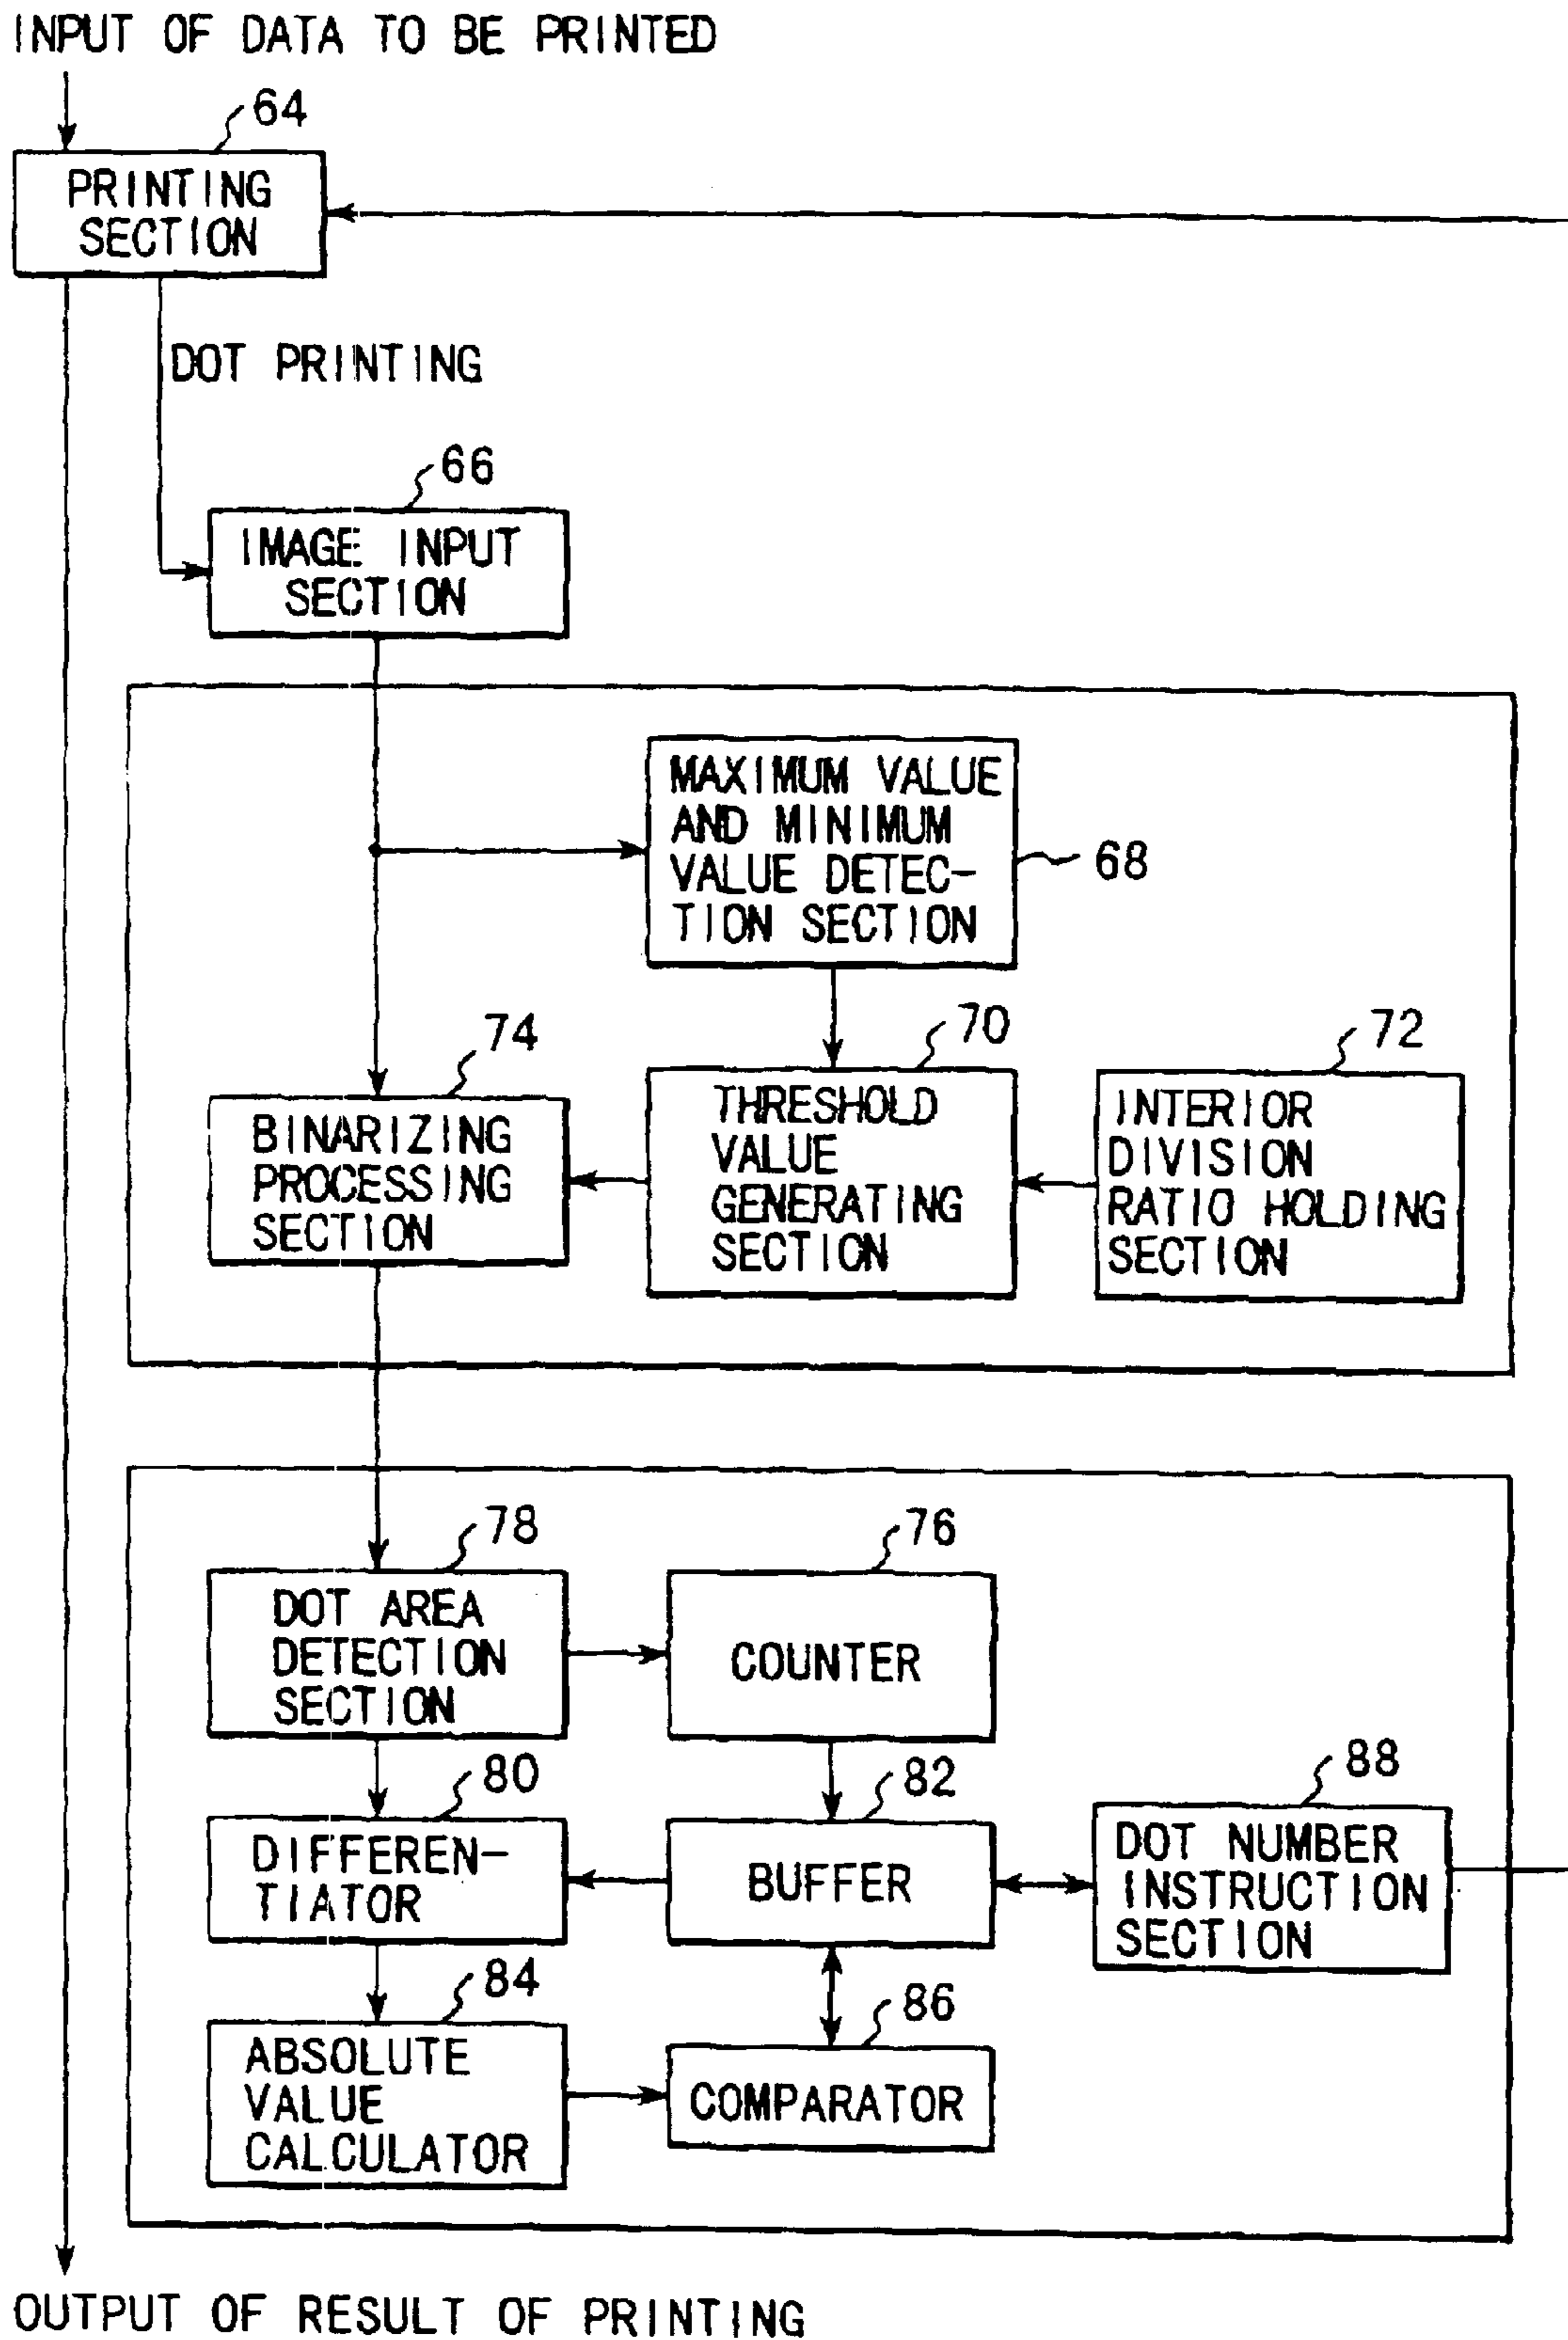 INPUT OF DATA TO BE PRINTED
64
PRINTING
SECTION
DOT PRINTING
66
IMAGE INPUT
SECTION
MAXIMUM VALUE
AND MINIMUM
VALUE DETEC-
TION SECTION
68
74
BINARIZING
PROCESSING
SECTION
70
THRESHOLD
VALUE
GENERATING
SECTION
72
INTERIOR
DIVISION
RATIO HOLDING
SECTION
78
DOT AREA
DETECTION
SECTION
76
COUNTER
80
DIFFEREN-
TIATOR
82
BUFFER
88
DOT NUMBER
INSTRUCTION
SECTION
84
ABSOLUTE
VALUE
CALCULATOR
86
COMPARATOR
OUTPUT OF RESULT OF PRINTING